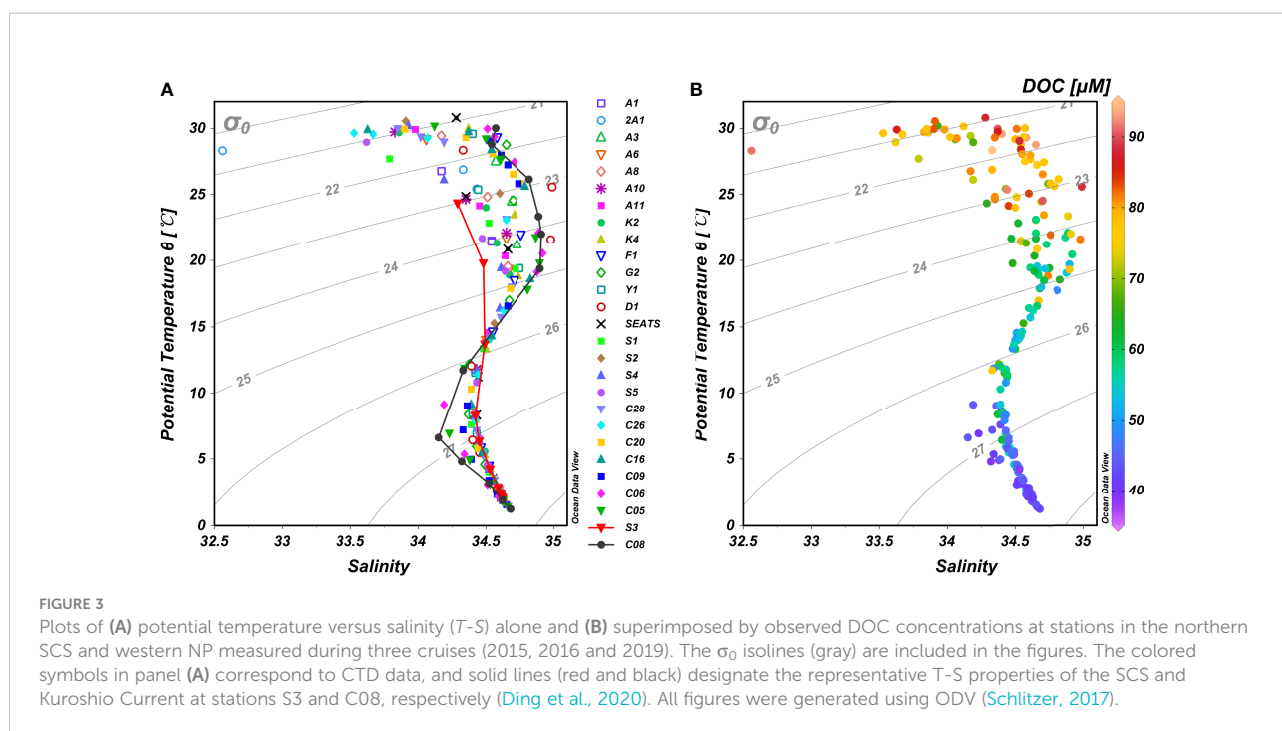 A
B
DOC [μM]
σ0
21
22
23
24
25
26
27
30
25
20
15
10
5
0
32.5
33
33.5
34
34.5
35
Potential Temperature θ [℃]
Salinity
Ocean Data View
A1
2A1
A3
A6
A8
A10
A11
K2
K4
F1
G2
Y1
D1
SEATS
S1
S2
S4
S5
C28
C26
C20
C16
C09
C06
C05
S3
C08
σ0
21
22
23
24
25
26
27
30
25
20
15
10
5
0
32.5
33
33.5
34
34.5
35
Potential Temperature θ [℃]
Salinity
Ocean Data View
90
80
70
60
50
40
FIGURE 3
Plots of (A) potential temperature versus salinity (T-S) alone and (B) superimposed by observed DOC concentrations at stations in the northern
SCS and western NP measured during three cruises (2015, 2016 and 2019). The σ0 isolines (gray) are included in the figures. The colored
symbols in panel (A) correspond to CTD data, and solid lines (red and black) designate the representative T-S properties of the SCS and
Kuroshio Current at stations S3 and C08, respectively (Ding et al., 2020). All figures were generated using ODV (Schlitzer, 2017).